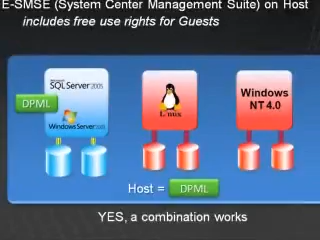 E-SMSE (System Center Management Suite) on Host
includes free use rights for Guests
Microsoft
SQL Server 2005
DPML
Windows Server 2003
Linux
Windows
NT 4.0
Host = DPML
YES, a combination works